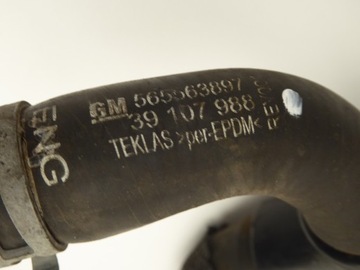 GM 565563897
39 107 988
TEKLAS >per-EPDM<
ENG